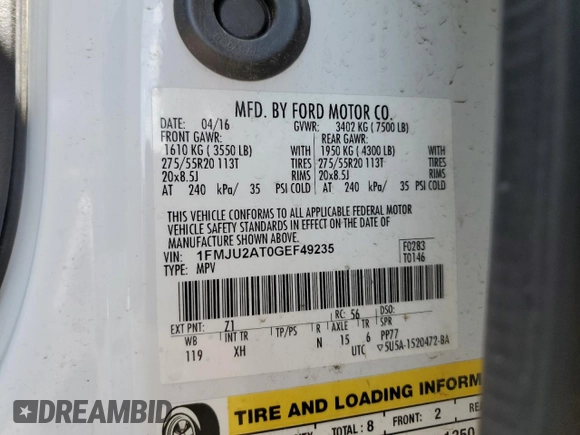 MFD. BY FORD MOTOR CO.
DATE: 04/16 GVWR: 3402 KG ( 7500 LB)
FRONT GAWR: REAR GAWR:
1610 KG ( 3550 LB) WITH 1950 KG ( 4300 LB) WITH
275/55R20 113T TIRES 275/55R20 113T TIRES
20x8.5J RIMS 20x8.5J RIMS
AT 240 kPa/ 35 PSI COLD AT 240 kPa/ 35 PSI COLD
THIS VEHICLE CONFORMS TO ALL APPLICABLE FEDERAL MOTOR
VEHICLE SAFETY STANDARDS IN EFFECT ON THE DATE OF
MANUFACTURE SHOWN ABOVE.
VIN: 1FMJU2AT0GEF49235 F0283
TYPE: MPV T0146
EXT PNT: Z1 RC: 56 DSO:
WB INT TR TP/PS R AXLE TR SPR
119 XH N 15 6 PP77
UTC ▽5U5A-1520472-BA
TIRE AND LOADING INFORM
TOTAL: 8 FRONT: 2 REA
1350
DREAMBID